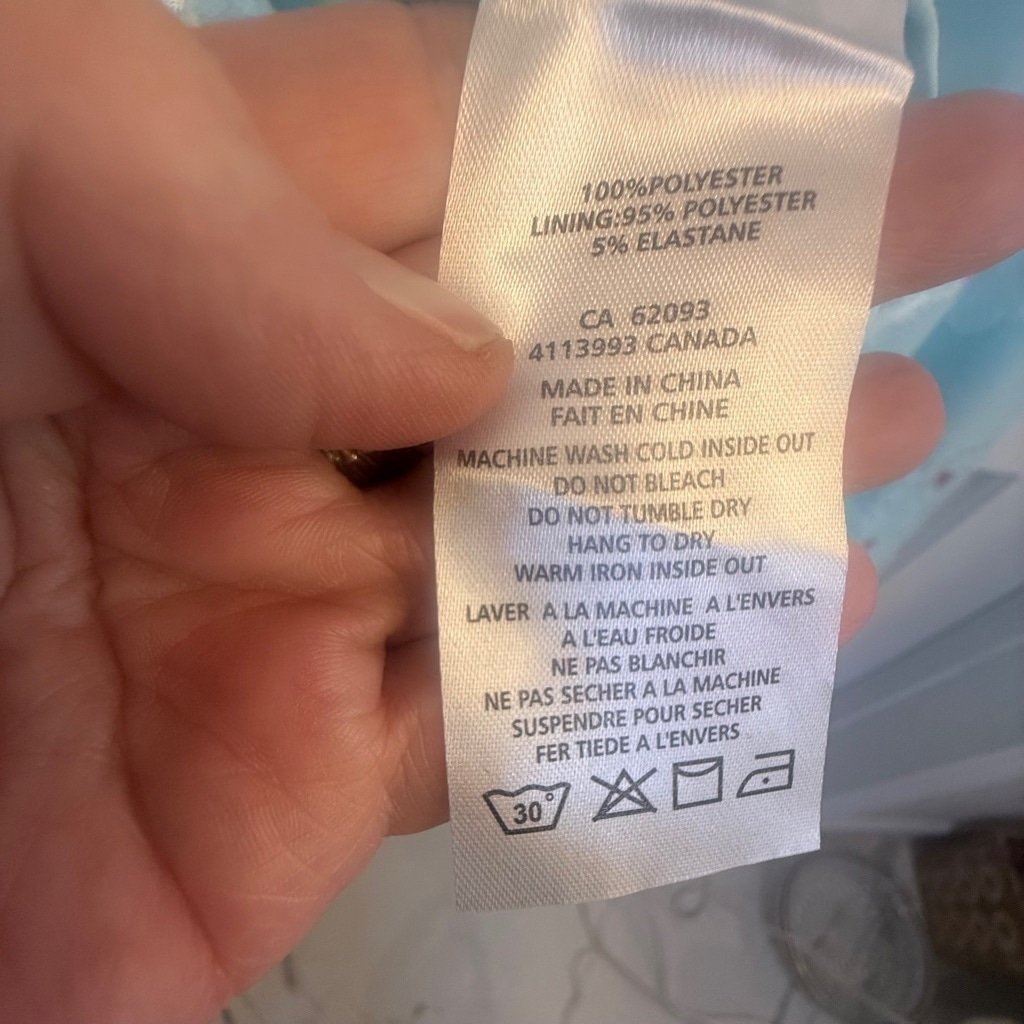 100%POLYESTER
LINING:95% POLYESTER
5% ELASTANE
CA 62093
4113993 CANADA
MADE IN CHINA
FAIT EN CHINE
MACHINE WASH COLD INSIDE OUT
DO NOT BLEACH
DO NOT TUMBLE DRY
HANG TO DRY
WARM IRON INSIDE OUT
LAVER A LA MACHINE A L'ENVERS
A L'EAU FROIDE
NE PAS BLANCHIR
NE PAS SECHER A LA MACHINE
SUSPENDRE POUR SECHER
FER TIEDE A L'ENVERS
30°